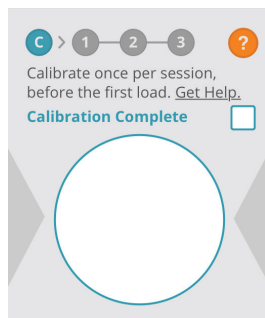 C > 1 2 3 ?
Calibrate once per session,
before the first load. Get Help.
Calibration Complete